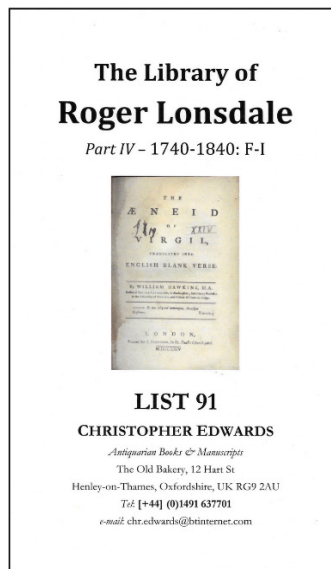 The Library of
Roger Lonsdale
Part IV – 1740-1840: F-I
THE
ÆNEID
OF
XXIV
VIRGIL,
TRANSLATED INTO
ENGLISH BLANK VERSE.
By WILLIAM HAWKINS, M.A.
LONDON,
LIST 91
CHRISTOPHER EDWARDS
Antiquarian Books & Manuscripts
The Old Bakery, 12 Hart St
Henley-on-Thames, Oxfordshire, UK RG9 2AU
Tel: [+44] (0)1491 637701
e-mail: chr.edwards@btinternet.com